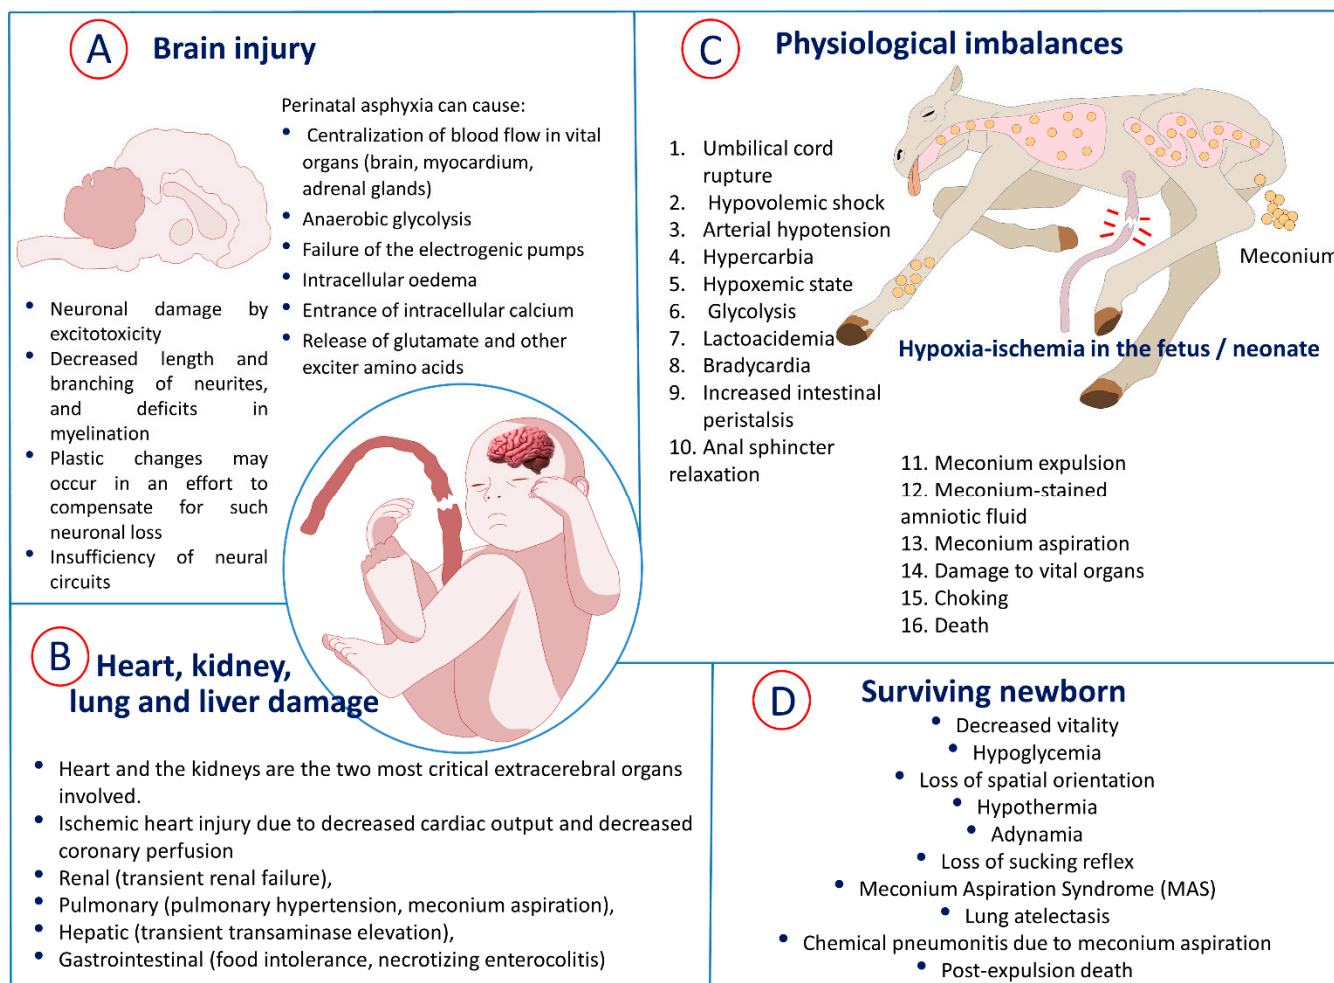 A Brain injury
Perinatal asphyxia can cause:
• Centralization of blood flow in vital
organs (brain, myocardium,
adrenal glands)
• Anaerobic glycolysis
• Failure of the electrogenic pumps
• Intracellular oedema
• Entrance of intracellular calcium
• Release of glutamate and other
exciter amino acids
• Neuronal damage by
excitotoxicity
• Decreased length and
branching of neurites,
and deficits in
myelination
• Plastic changes may
occur in an effort to
compensate for such
neuronal loss
• Insufficiency of neural
circuits
B Heart, kidney,
lung and liver damage
• Heart and the kidneys are the two most critical extracerebral organs
involved.
• Ischemic heart injury due to decreased cardiac output and decreased
coronary perfusion
• Renal (transient renal failure),
• Pulmonary (pulmonary hypertension, meconium aspiration),
• Hepatic (transient transaminase elevation),
• Gastrointestinal (food intolerance, necrotizing enterocolitis)
C Physiological imbalances
1. Umbilical cord
rupture
2. Hypovolemic shock
3. Arterial hypotension
4. Hypercarbia
5. Hypoxemic state
6. Glycolysis
7. Lactoacidemia
8. Bradycardia
9. Increased intestinal
peristalsis
10. Anal sphincter
relaxation
Meconium
Hypoxia-ischemia in the fetus / neonate
11. Meconium expulsion
12. Meconium-stained
amniotic fluid
13. Meconium aspiration
14. Damage to vital organs
15. Choking
16. Death
D Surviving newborn
• Decreased vitality
• Hypoglycemia
• Loss of spatial orientation
• Hypothermia
• Adynamia
• Loss of sucking reflex
• Meconium Aspiration Syndrome (MAS)
• Lung atelectasis
• Chemical pneumonitis due to meconium aspiration
• Post-expulsion death